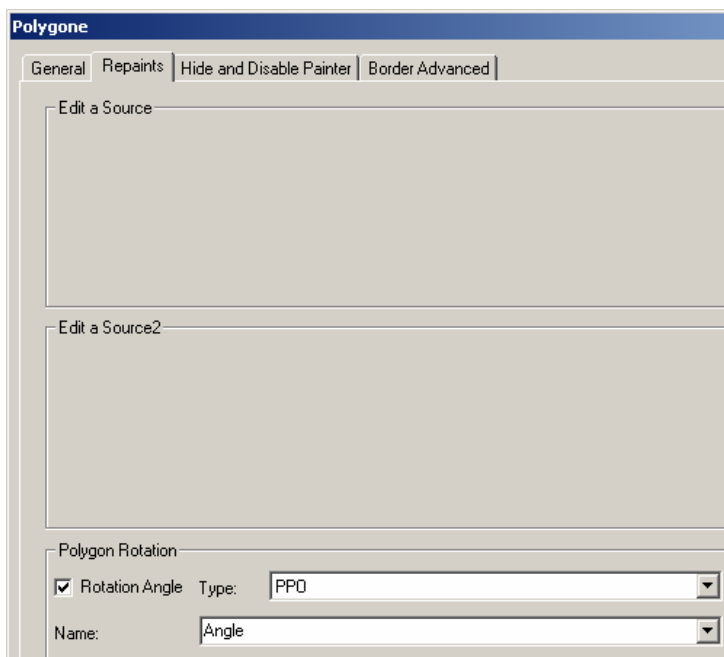 Polygone
General Repaints Hide and Disable Painter Border Advanced
Edit a Source
Edit a Source2
Polygon Rotation
Rotation Angle Type: PPO
Name: Angle